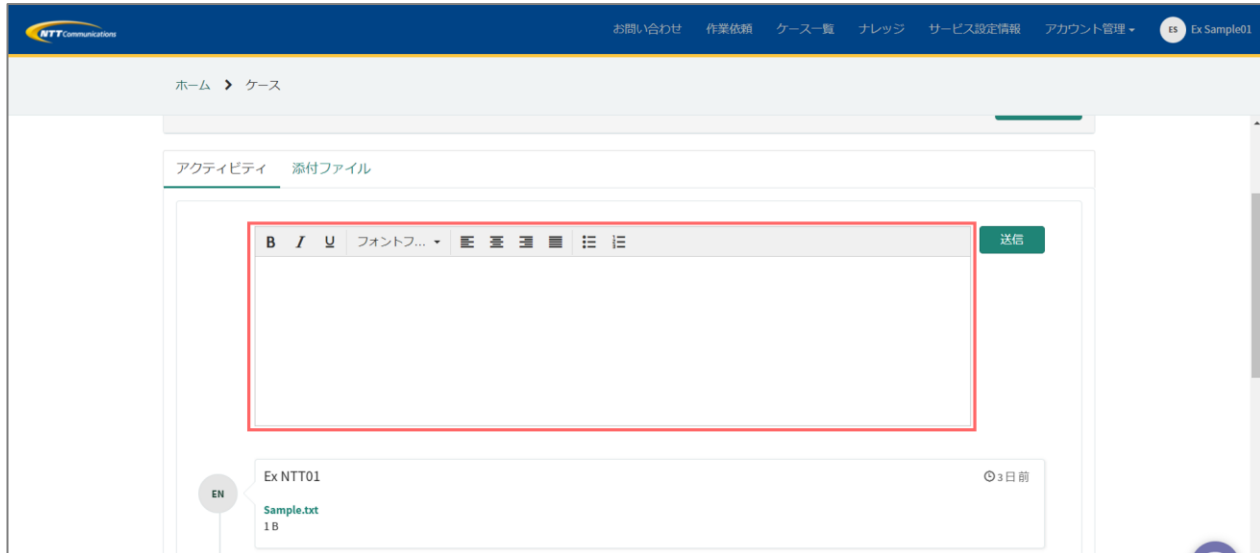 NTT Communications
お問い合わせ 作業依頼 ケース一覧 ナレッジ サービス設定情報 アカウント管理 ES Ex Sample01
ホーム > ケース
アクティビティ 添付ファイル
B I U フォントフ...
送信
Ex NTT01 3日前
EN
Sample.txt
1 B